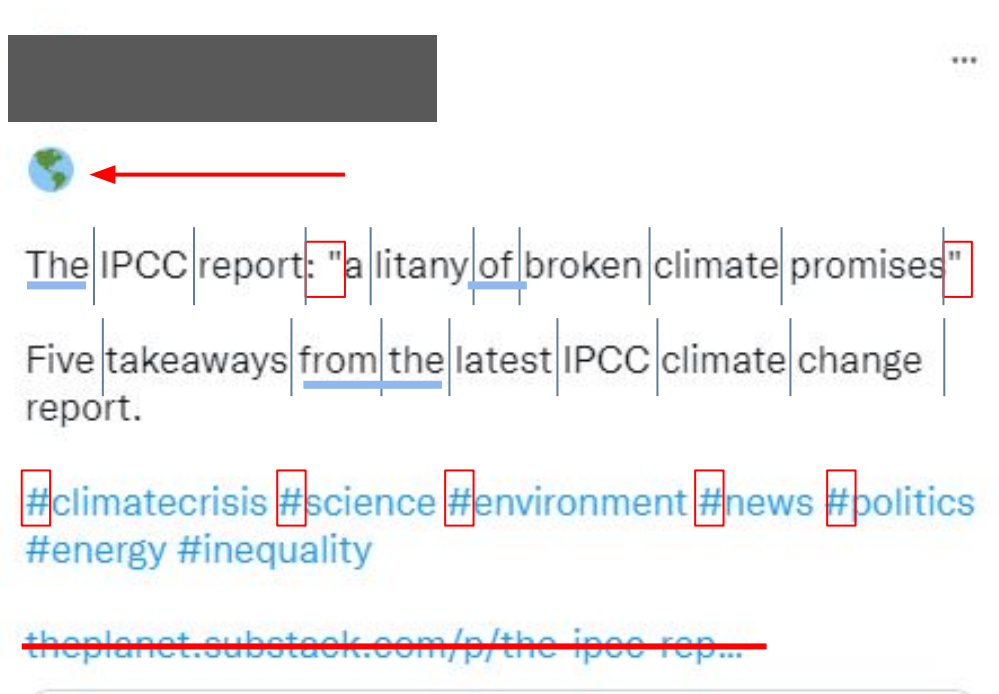 The IPCC report: "a litany of broken climate promises"
Five takeaways from the latest IPCC climate change
report.
#climatecrisis #science #environment #news #politics
#energy #inequality
theplanet.substack.com/p/the-ipcc-rep...